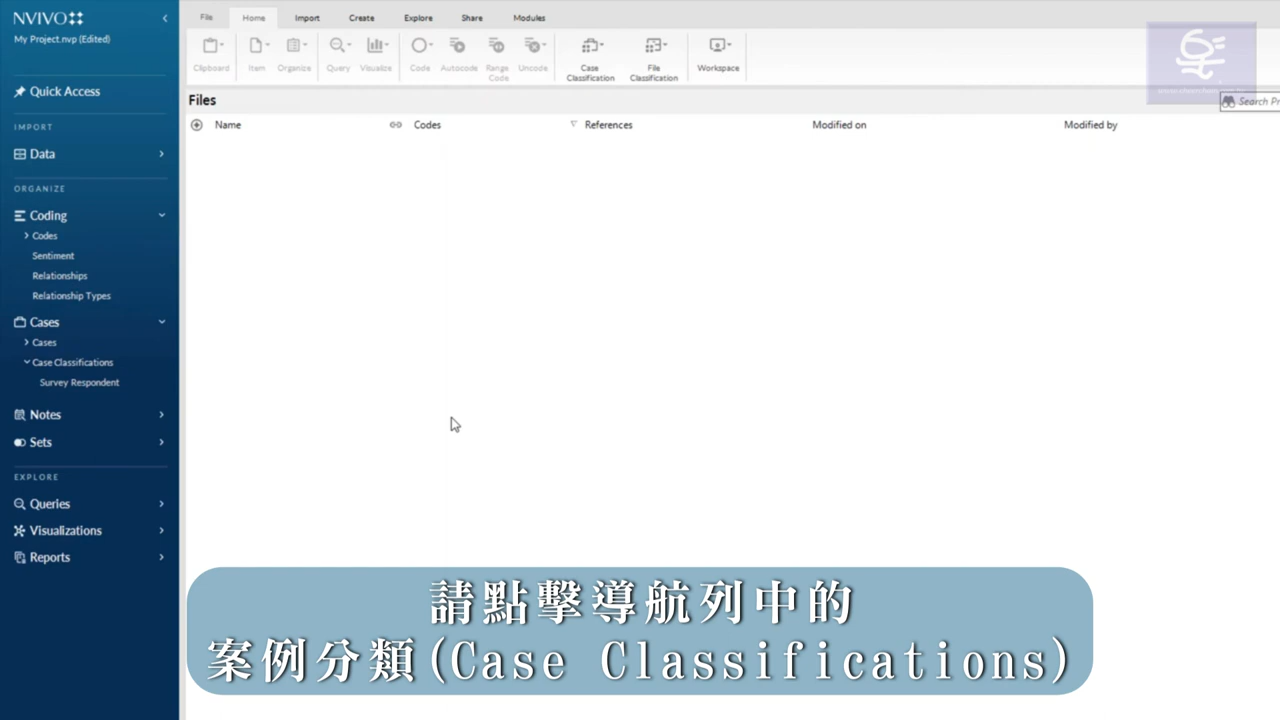 NVIVO
My Project.nvp (Edited)
File Home Import Create Explore Share Modules
Clipboard Item Organize Query Visualize Code Autocode Range Code Uncode Case Classification File Classification Workspace
Quick Access
IMPORT
Data
ORGANIZE
Coding
Codes
Sentiment
Relationships
Relationship Types
Cases
Cases
Case Classifications
Survey Respondent
Notes
Sets
EXPLORE
Queries
Visualizations
Reports
Files
Search Pr
Name Codes References Modified on Modified by
請點擊導航列中的
案例分類(Case Classifications)